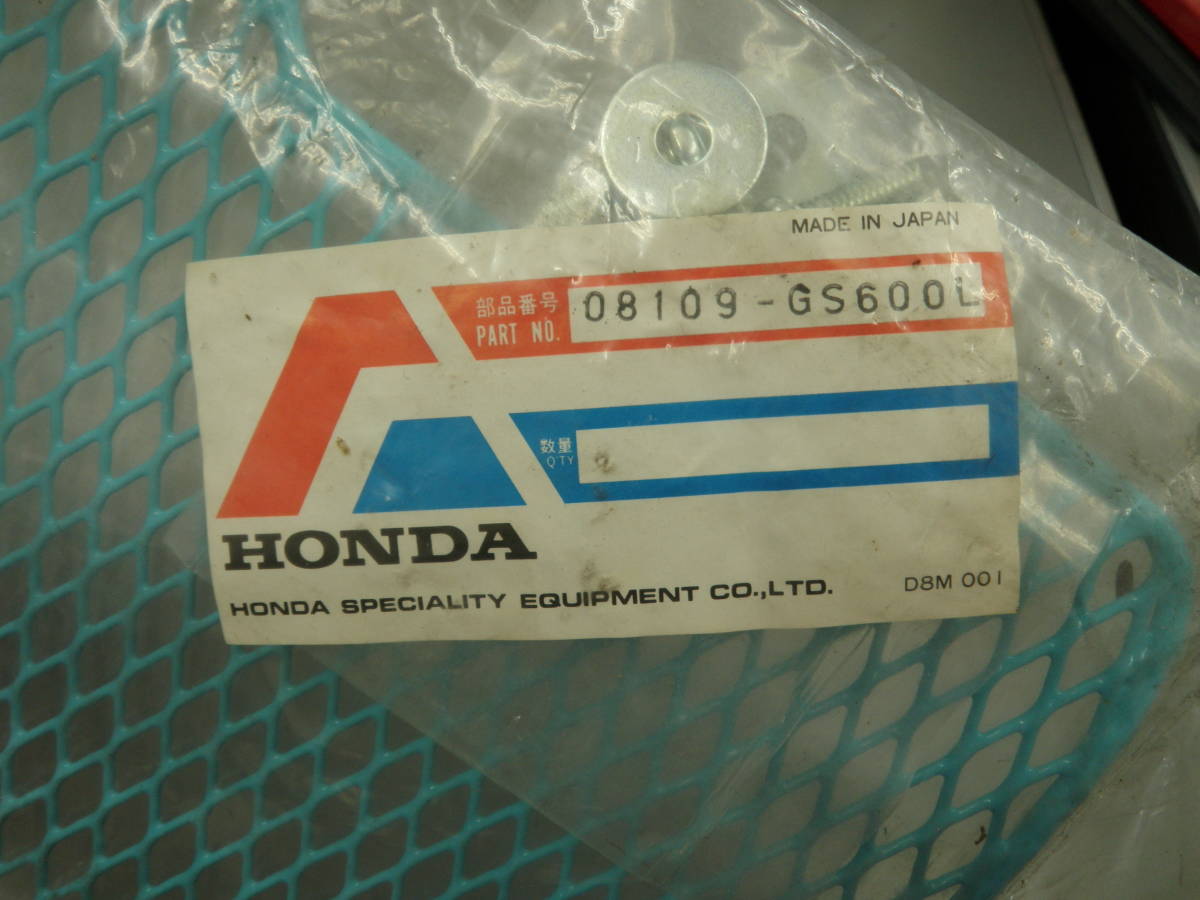 MADE IN JAPAN
部品番号
PART NO.
08109-GS600L
数量
QTY
HONDA
HONDA SPECIALITY EQUIPMENT CO.,LTD.
D8M 001